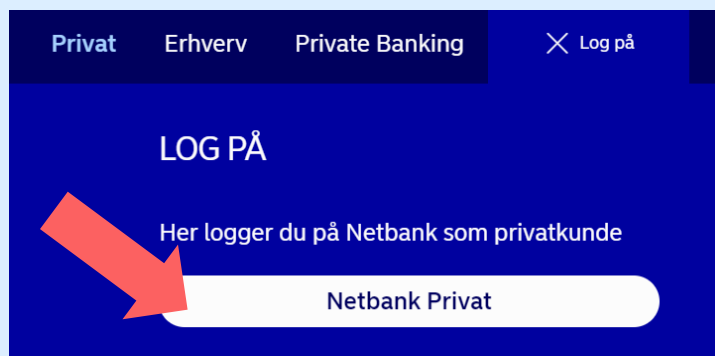 Privat Erhverv Private Banking Log på
LOG PÅ
Her logger du på Netbank som privatkunde
Netbank Privat